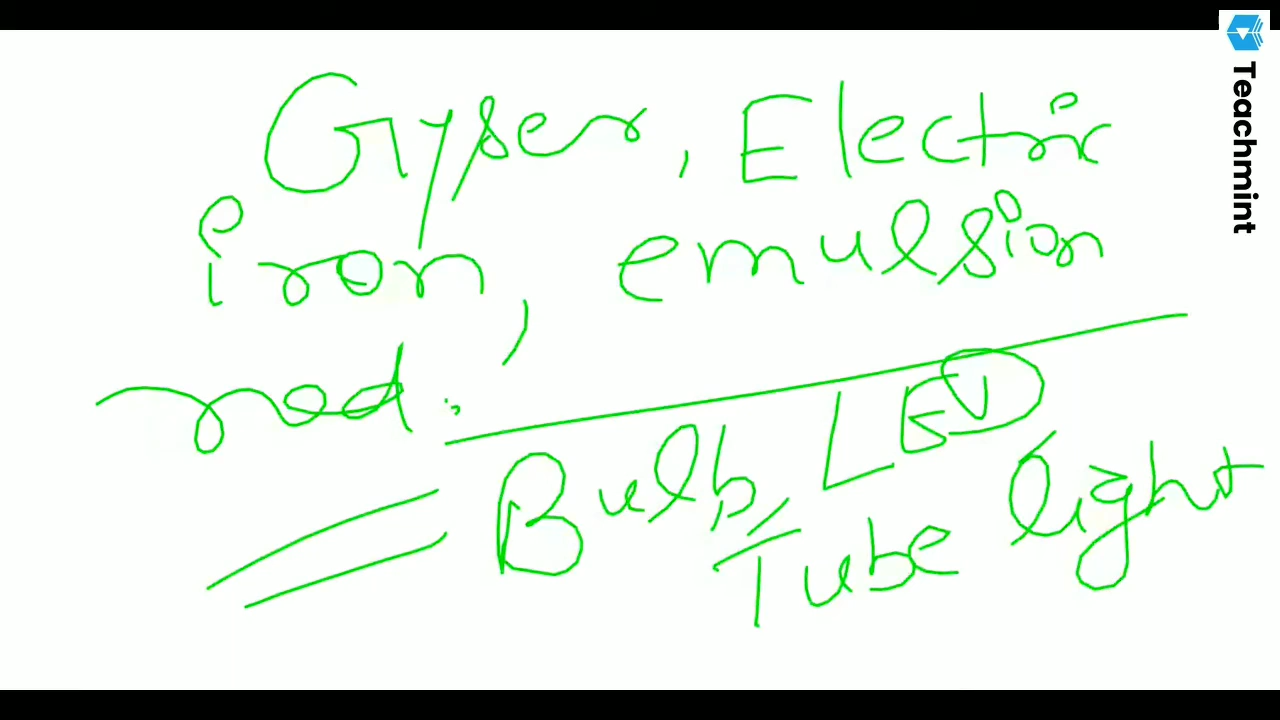 Gyser, Electric
iron, emulsion
rod.
Bulb, LED
Tube light
Teachmint